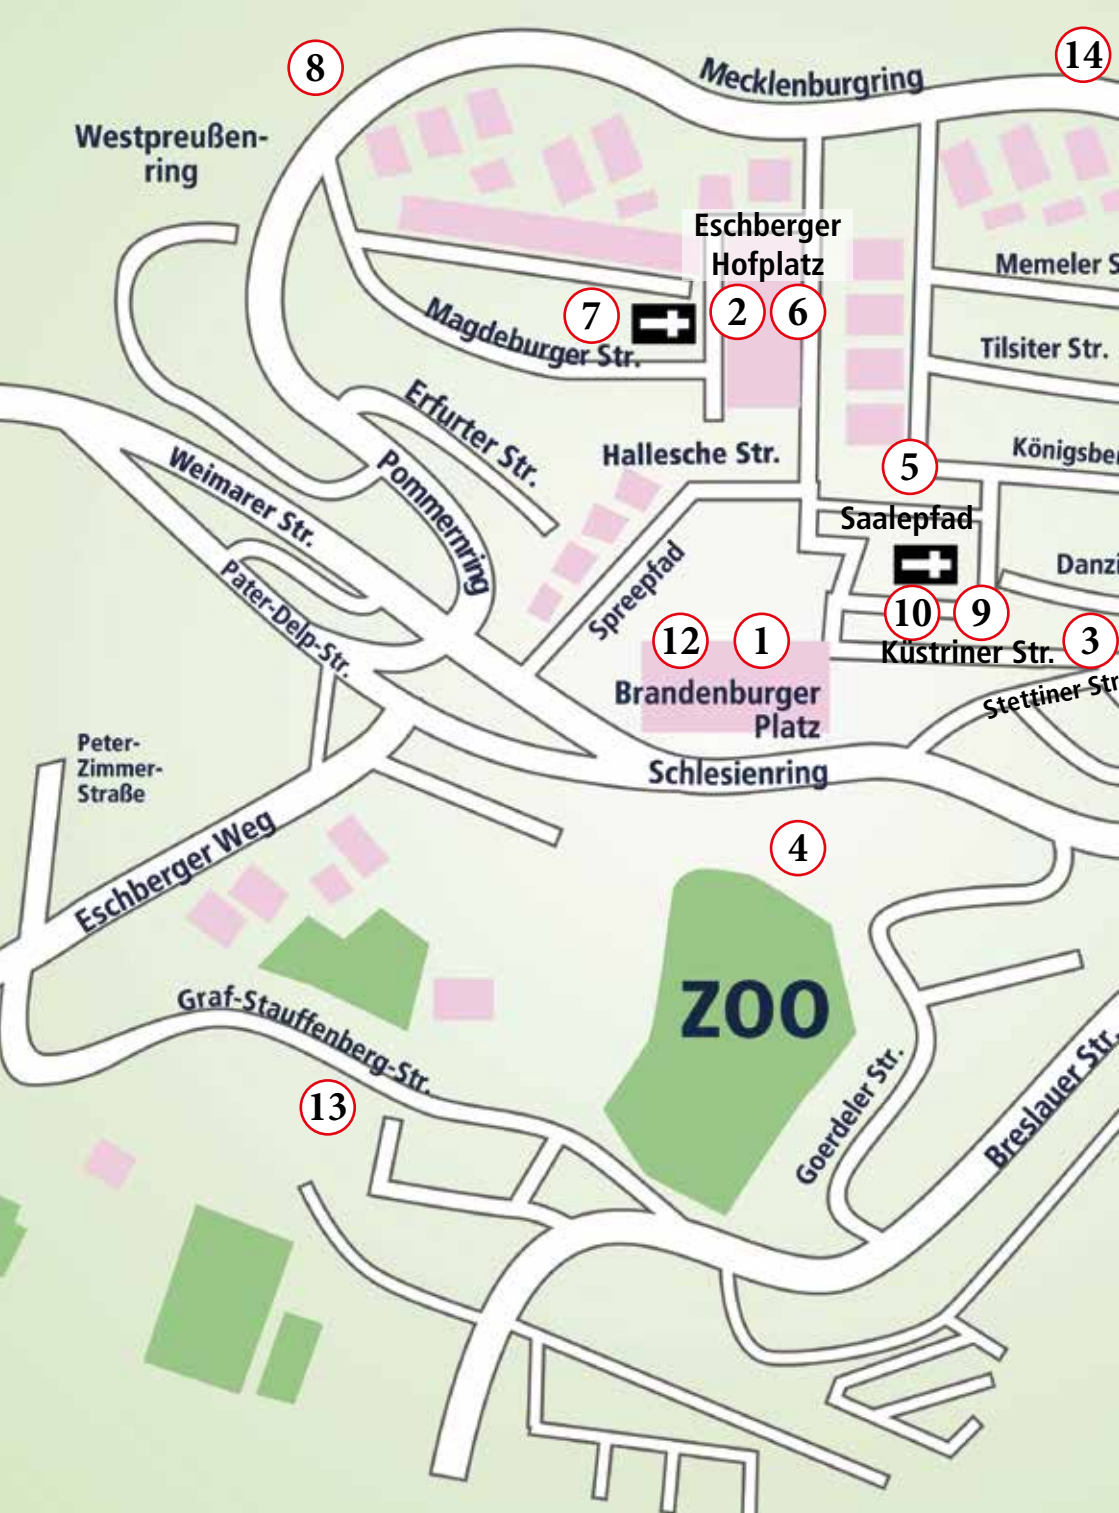 8
14
Mecklenburgring
Westpreußen-
ring
Eschberger
Hofplatz
Memeler S
7
2
6
Magdeburger Str.
Tilsiter Str.
Erfurter Str.
Hallesche Str.
Königsber
5
Weimarer Str.
Pommernring
Saalepfad
Pater-Delp-Str.
Spreepfad
Danzi
10
9
12
1
Küstriner Str.
3
Brandenburger
Platz
Stettiner Str
Schlesienring
Peter-
Zimmer-
Straße
4
Eschberger Weg
ZOO
Graf-Stauffenberg-Str.
13
Goerdeler Str.
Breslauer Str.